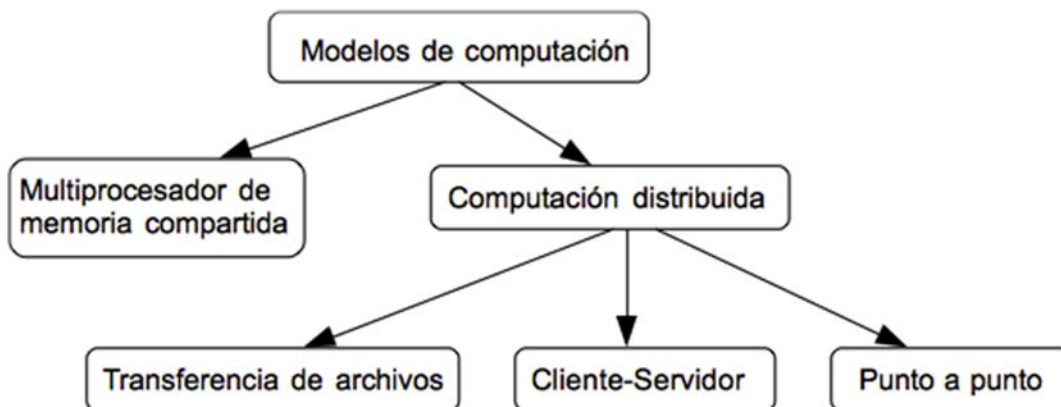 Modelos de computación
Multiprocesador de
memoria compartida
Computación distribuida
Transferencia de archivos
Cliente-Servidor
Punto a punto